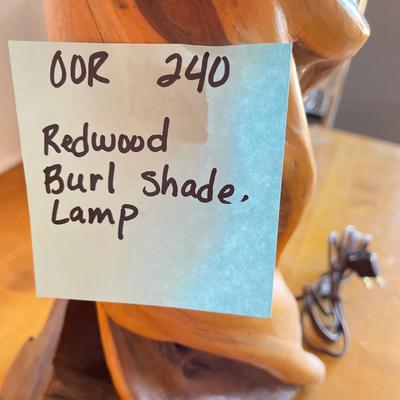 OOR 240
Redwood
Burl Shade.
Lamp